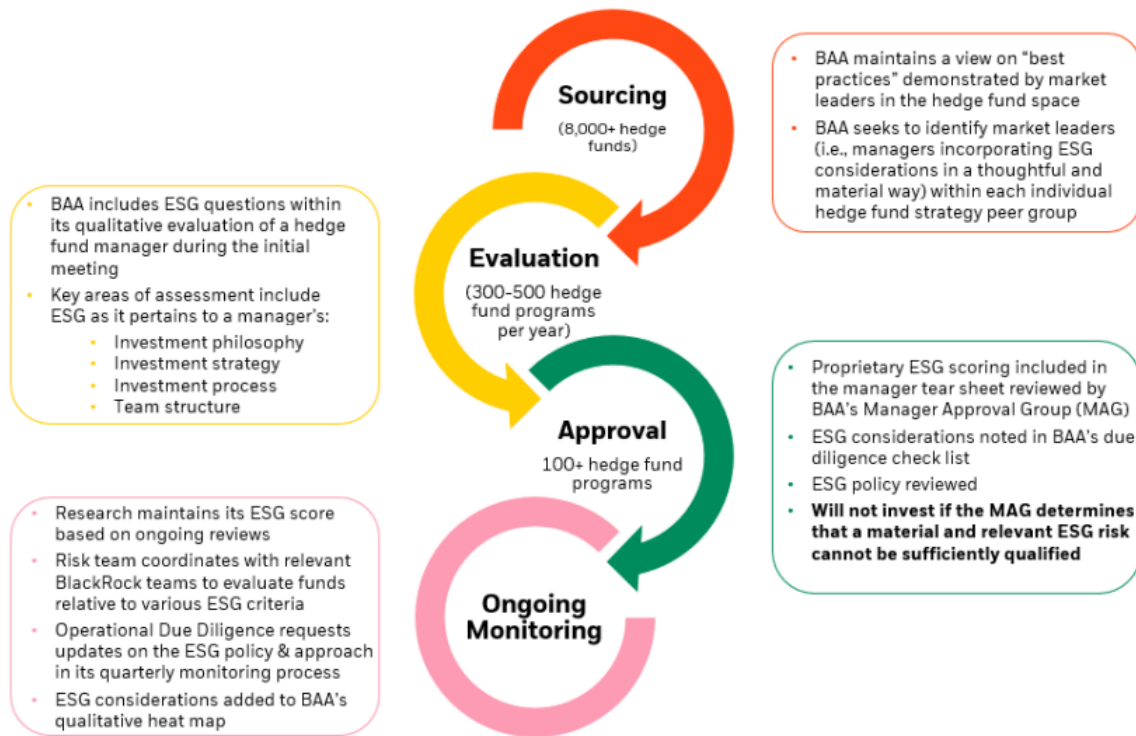 Sourcing
(8,000+ hedge
funds)
• BAA maintains a view on “best
practices” demonstrated by market
leaders in the hedge fund space
• BAA seeks to identify market leaders
(i.e., managers incorporating ESG
considerations in a thoughtful and
material way) within each individual
hedge fund strategy peer group
• BAA includes ESG questions within
its qualitative evaluation of a hedge
fund manager during the initial
meeting
• Key areas of assessment include
ESG as it pertains to a manager’s:
• Investment philosophy
• Investment strategy
• Investment process
• Team structure
Evaluation
(300-500 hedge
fund programs
per year)
Approval
100+ hedge fund
programs
• Proprietary ESG scoring included in
the manager tear sheet reviewed by
BAA’s Manager Approval Group (MAG)
• ESG considerations noted in BAA’s due
diligence check list
• ESG policy reviewed
• Will not invest if the MAG determines
that a material and relevant ESG risk
cannot be sufficiently qualified
• Research maintains its ESG score
based on ongoing reviews
• Risk team coordinates with relevant
BlackRock teams to evaluate funds
relative to various ESG criteria
• Operational Due Diligence requests
updates on the ESG policy & approach
in its quarterly monitoring process
• ESG considerations added to BAA’s
qualitative heat map
Ongoing
Monitoring